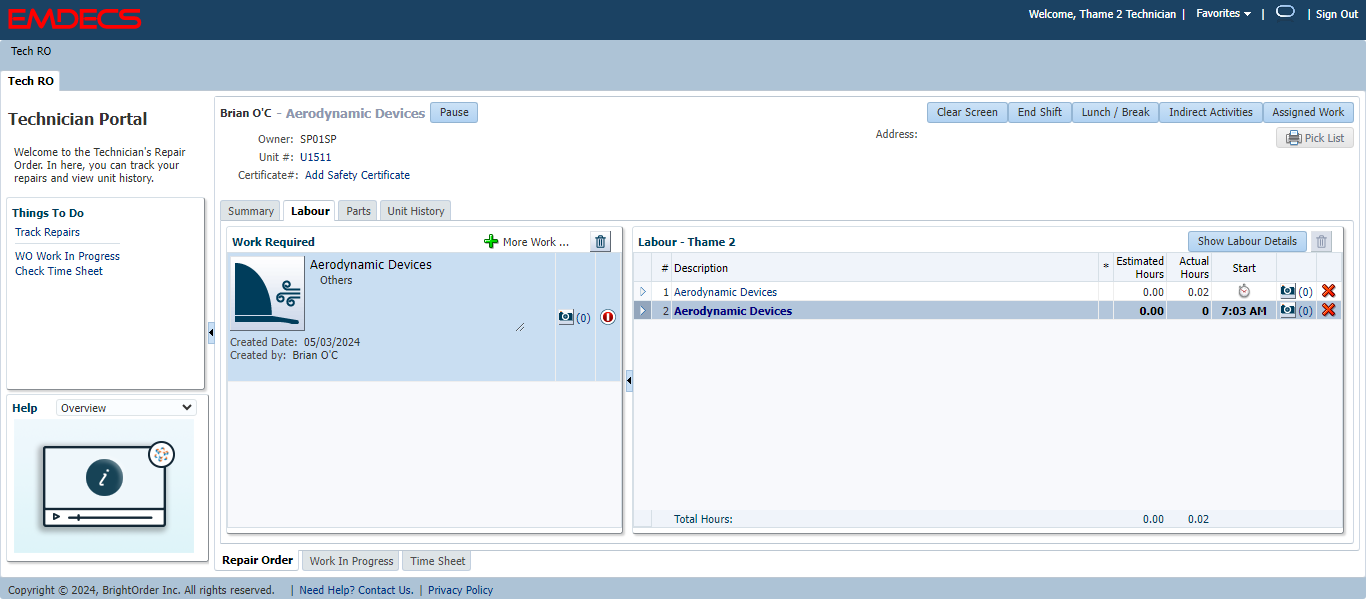 EMDECS
Welcome, Thame 2 Technician | Favorites | | Sign Out
Tech RO
Tech RO
Technician Portal
Welcome to the Technician's Repair
Order. In here, you can track your
repairs and view unit history.
Things To Do
Track Repairs
WO Work In Progress
Check Time Sheet
Help Overview
i
Brian O'C - Aerodynamic Devices Pause
Clear Screen End Shift Lunch / Break Indirect Activities Assigned Work
Owner: SP01SP
Address:
Pick List
Unit #: U1511
Certificate#: Add Safety Certificate
Summary Labour Parts Unit History
Work Required More Work ...
Aerodynamic Devices
Others
(0)
Created Date: 05/03/2024
Created by: Brian O'C
Labour - Thame 2 Show Labour Details
# Description * Estimated Hours Actual Hours Start
1 Aerodynamic Devices 0.00 0.02 (0)
2 Aerodynamic Devices 0.00 0 7:03 AM (0)
Total Hours: 0.00 0.02
Repair Order Work In Progress Time Sheet
Copyright © 2024, BrightOrder Inc. All rights reserved. | Need Help? Contact Us. | Privacy Policy